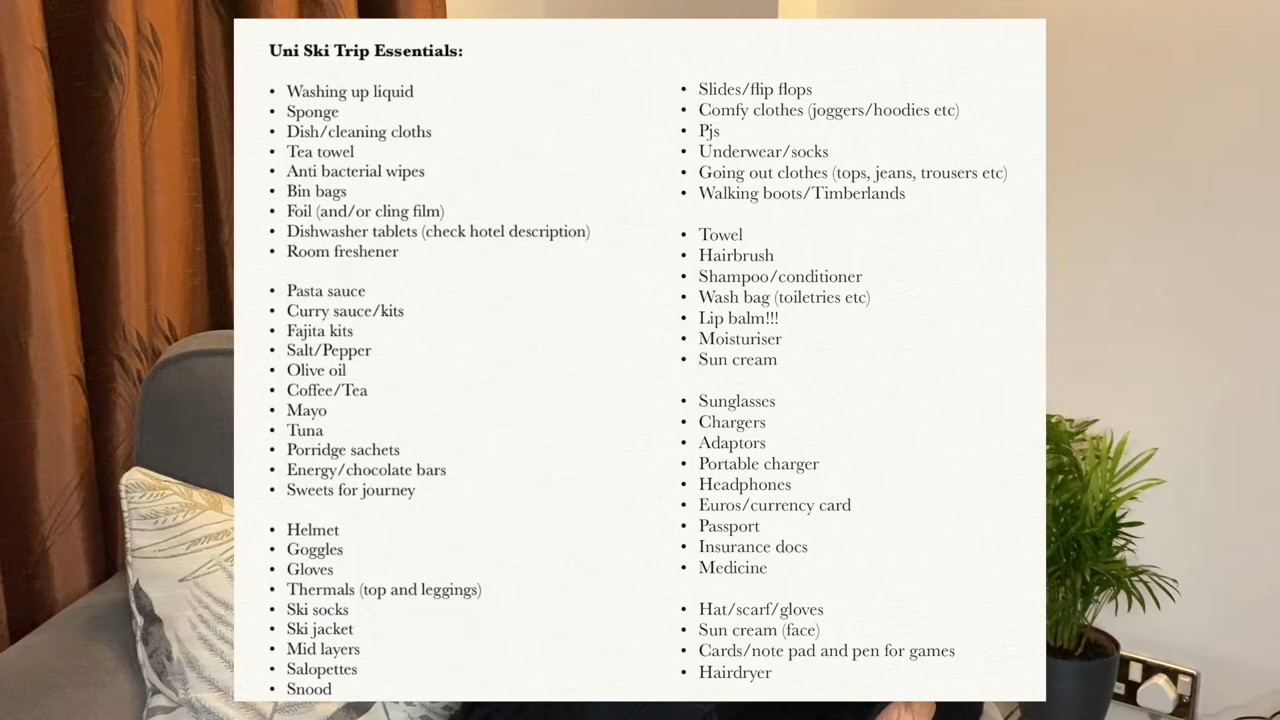 Uni Ski Trip Essentials:
• Washing up liquid
• Sponge
• Dish/cleaning cloths
• Tea towel
• Anti bacterial wipes
• Bin bags
• Foil (and/or cling film)
• Dishwasher tablets (check hotel description)
• Room freshener
• Pasta sauce
• Curry sauce/kits
• Fajita kits
• Salt/Pepper
• Olive oil
• Coffee/Tea
• Mayo
• Tuna
• Porridge sachets
• Energy/chocolate bars
• Sweets for journey
• Helmet
• Goggles
• Gloves
• Thermals (top and leggings)
• Ski socks
• Ski jacket
• Mid layers
• Salopettes
• Snood
• Slides/flip flops
• Comfy clothes (joggers/hoodies etc)
• Pjs
• Underwear/socks
• Going out clothes (tops, jeans, trousers etc)
• Walking boots/Timberlands
• Towel
• Hairbrush
• Shampoo/conditioner
• Wash bag (toiletries etc)
• Lip balm!!!
• Moisturiser
• Sun cream
• Sunglasses
• Chargers
• Adaptors
• Portable charger
• Headphones
• Euros/currency card
• Passport
• Insurance docs
• Medicine
• Hat/scarf/gloves
• Sun cream (face)
• Cards/note pad and pen for games
• Hairdryer